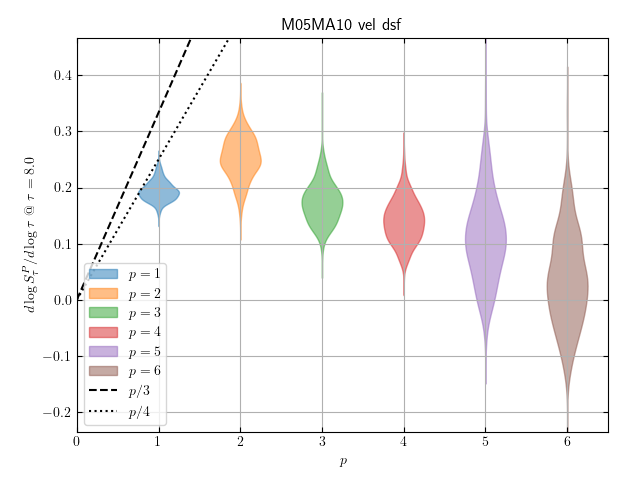 M05MA10 vel dsf
d log S_τ^P / d log τ @ τ = 8.0
0.4
0.3
0.2
0.1
0.0
−0.1
−0.2
p = 1
p = 2
p = 3
p = 4
p = 5
p = 6
p/3
p/4
0 1 2 3 4 5 6
p